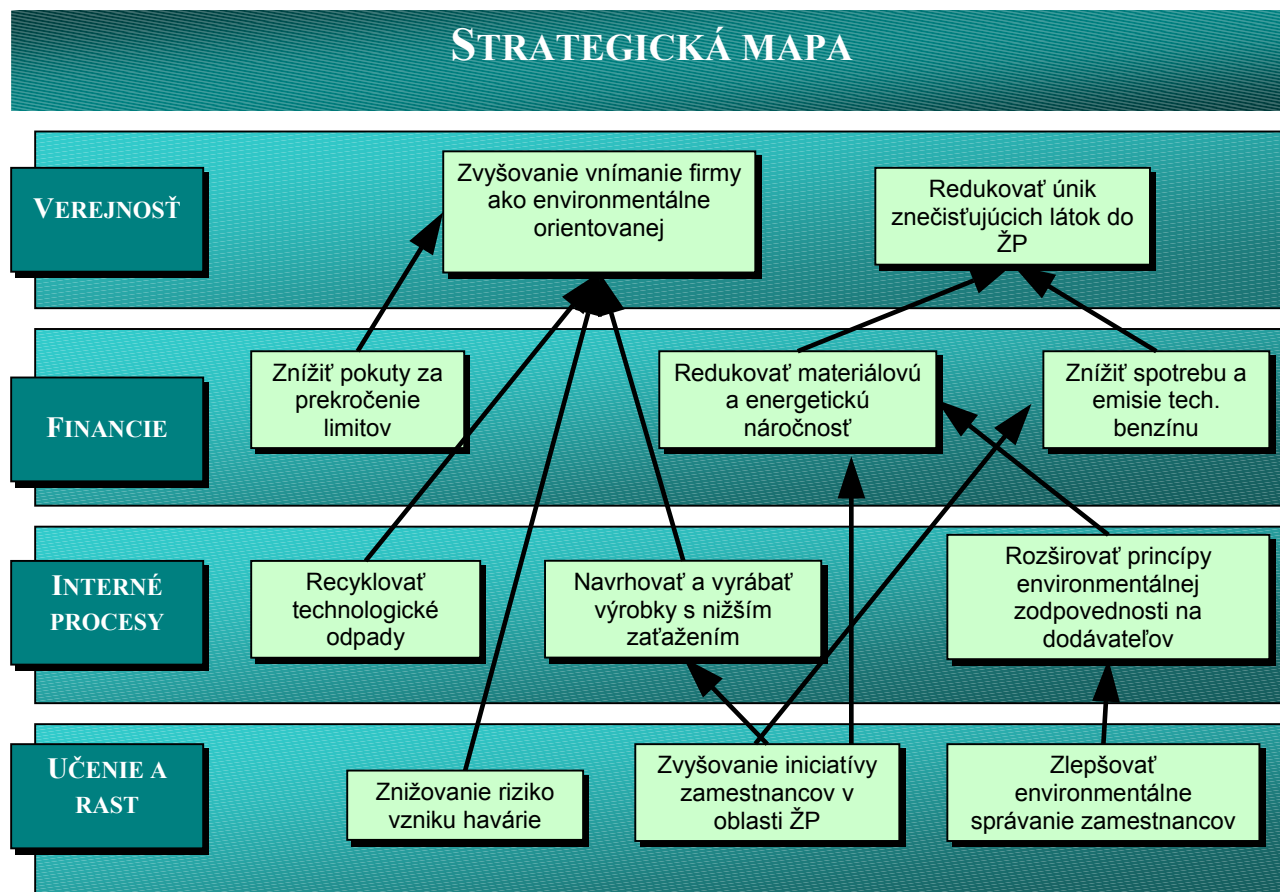 STRATEGICKÁ MAPA
VEREJNOSŤ
Zvyšovanie vnímanie firmy
ako environmentálne
orientovanej
Redukovať únik
znečisťujúcich látok do
ŽP
FINANCIE
Znížiť pokuty za
prekročenie
limitov
Redukovať materiálovú
a energetickú
náročnosť
Znížiť spotrebu a
emisie tech.
benzínu
INTERNÉ
PROCESY
Recyklovať
technologické
odpady
Navrhovať a vyrábať
výrobky s nižším
zaťažením
Rozširovať princípy
environmentálnej
zodpovednosti na
dodávateľov
UČENIE A
RAST
Znižovanie riziko
vzniku havárie
Zvyšovanie iniciatívy
zamestnancov v
oblasti ŽP
Zlepšovať
environmentálne
správanie zamestnancov